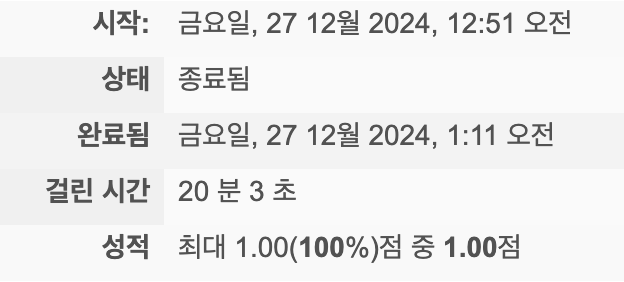 시작: 금요일, 27 12월 2024, 12:51 오전
상태 종료됨
완료됨 금요일, 27 12월 2024, 1:11 오전
걸린 시간 20 분 3 초
성적 최대 1.00(100%)점 중 1.00점